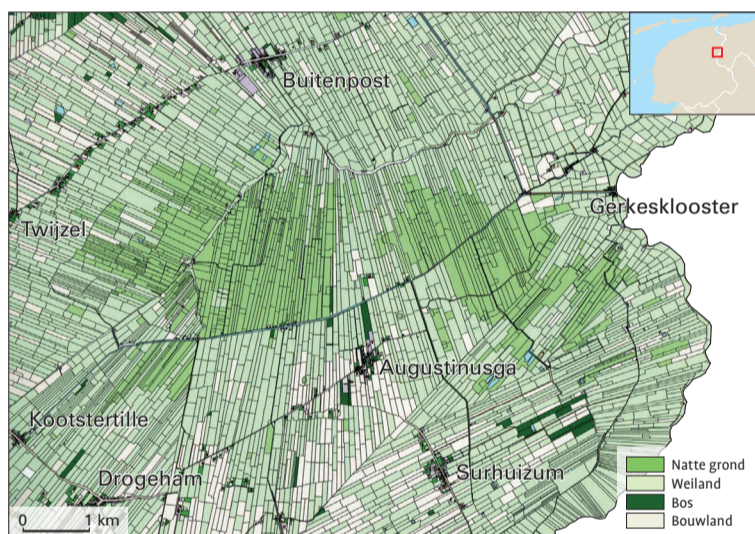 Buitenpost
Twijzel
Gerkesklooster
Augustinusga
Kootstertille
Drogeham
Surhuizum
Natte grond
Weiland
Bos
Bouwland
0 1 km